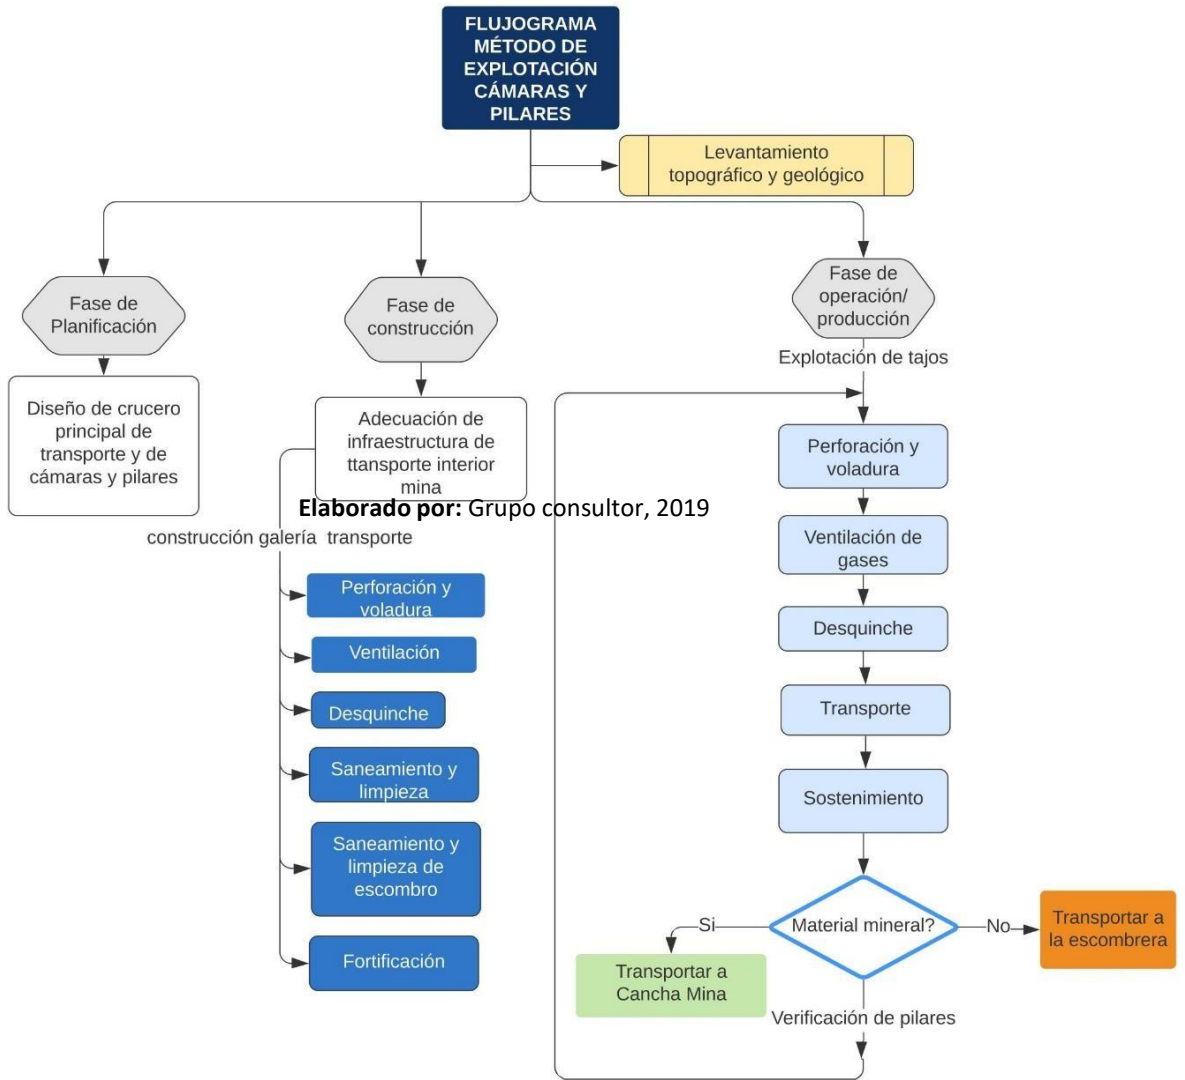 FLUJOGRAMA
MÉTODO DE
EXPLOTACIÓN
CÁMARAS Y
PILARES
Levantamiento
topográfico y geológico
Fase de
Planificación
Diseño de crucero
principal de
transporte y de
cámaras y pilares
Fase de
construcción
Adecuación de
infraestructura de
ttansporte interior
mina
Elaborado por: Grupo consultor, 2019
construcción galería transporte
Perforación y
voladura
Ventilación
Desquinche
Saneamiento y
limpieza
Saneamiento y
limpieza de
escombro
Fortificación
Fase de
operación/
producción
Explotación de tajos
Perforación y
voladura
Ventilación de
gases
Desquinche
Transporte
Sostenimiento
Material mineral?
Si
Transportar a
Cancha Mina
No
Transportar a
la escombrera
Verificación de pilares